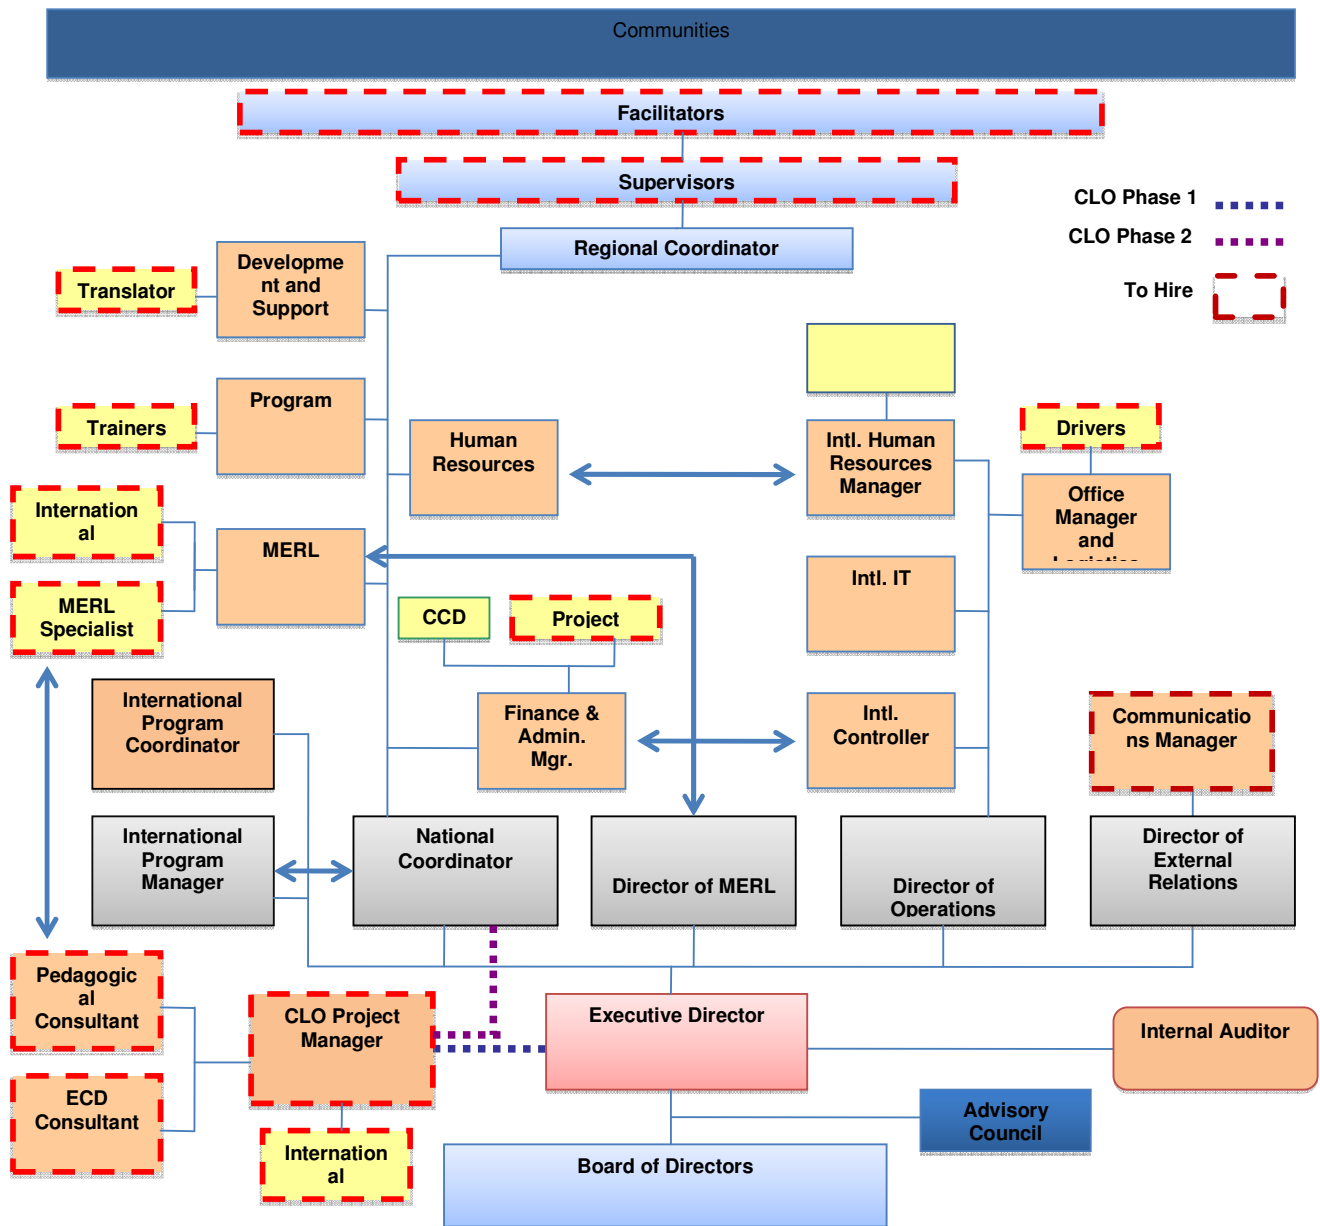 Communities
Facilitators
Supervisors
CLO Phase 1
CLO Phase 2
To Hire
Regional Coordinator
Developme
nt and
Support
Translator
Program
Trainers
Human
Resources
Intl. Human
Resources
Manager
Drivers
Office
Manager
and
Logistics
Internation
al
MERL
MERL
Specialist
Intl. IT
CCD
Project
International
Program
Coordinator
Finance &
Admin.
Mgr.
Intl.
Controller
Communicatio
ns Manager
International
Program
Manager
National
Coordinator
Director of MERL
Director of
Operations
Director of
External
Relations
Pedagogic
al
Consultant
CLO Project
Manager
Executive Director
Internal Auditor
ECD
Consultant
Internation
al
Advisory
Council
Board of Directors